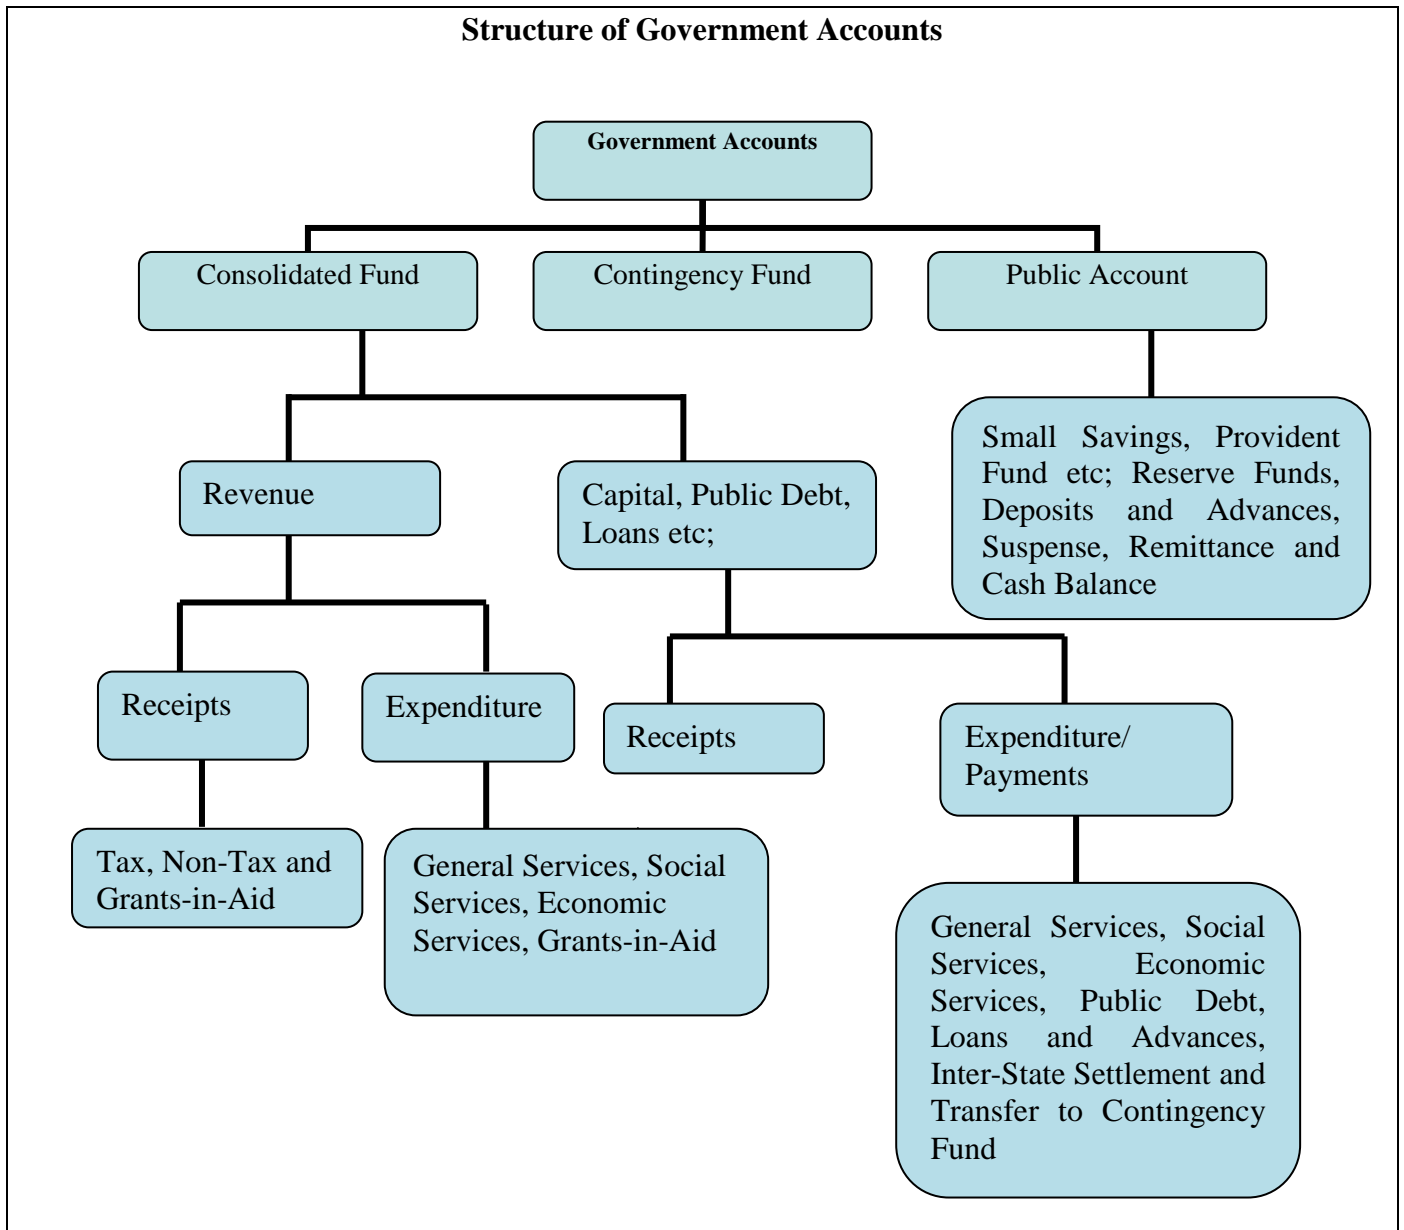 Structure of Government Accounts
Government Accounts
Consolidated Fund
Contingency Fund
Public Account
Small Savings, Provident
Fund etc; Reserve Funds,
Deposits and Advances,
Suspense, Remittance and
Cash Balance
Revenue
Capital, Public Debt,
Loans etc;
Receipts
Expenditure
Receipts
Expenditure/
Payments
Tax, Non-Tax and
Grants-in-Aid
General Services, Social
Services, Economic
Services, Grants-in-Aid
General Services, Social
Services, Economic
Services, Public Debt,
Loans and Advances,
Inter-State Settlement and
Transfer to Contingency
Fund